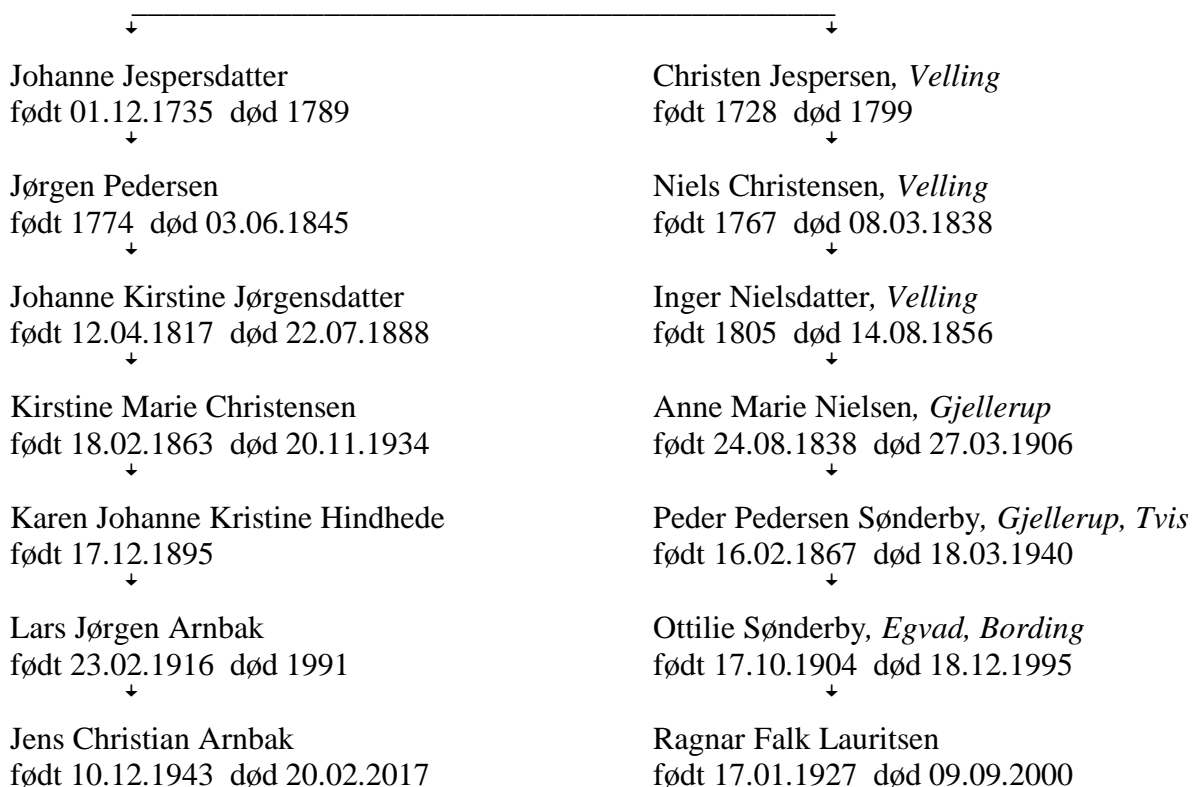 Johanne Jespersdatter
født 01.12.1735 død 1789
Jørgen Pedersen
født 1774 død 03.06.1845
Johanne Kirstine Jørgensdatter
født 12.04.1817 død 22.07.1888
Kirstine Marie Christensen
født 18.02.1863 død 20.11.1934
Karen Johanne Kristine Hindhede
født 17.12.1895
Lars Jørgen Arnbak
født 23.02.1916 død 1991
Jens Christian Arnbak
født 10.12.1943 død 20.02.2017
Christen Jespersen, Velling
født 1728 død 1799
Niels Christensen, Velling
født 1767 død 08.03.1838
Inger Nielsdatter, Velling
født 1805 død 14.08.1856
Anne Marie Nielsen, Gjellerup
født 24.08.1838 død 27.03.1906
Peder Pedersen Sønderby, Gjellerup, Tvis
født 16.02.1867 død 18.03.1940
Ottilie Sønderby, Egvad, Bording
født 17.10.1904 død 18.12.1995
Ragnar Falk Lauritsen
født 17.01.1927 død 09.09.2000